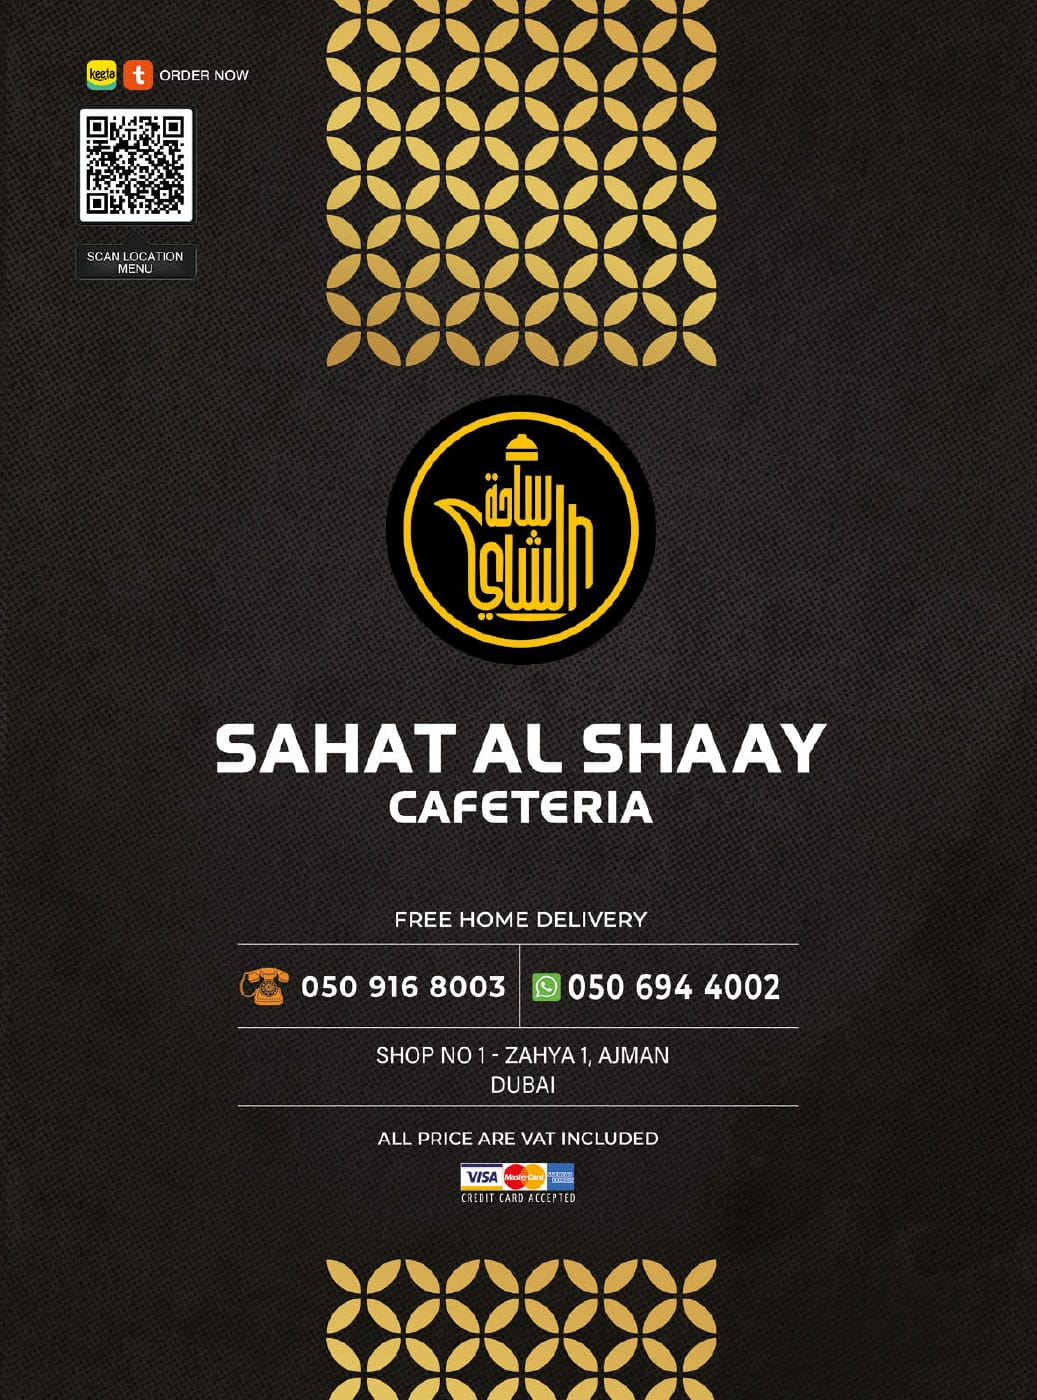 keeta t ORDER NOW
SCAN LOCATION
MENU
ساحة
الشاي
SAHAT AL SHAAY
CAFETERIA
FREE HOME DELIVERY
050 916 8003
050 694 4002
SHOP NO 1 - ZAHYA 1, AJMAN
DUBAI
ALL PRICE ARE VAT INCLUDED
VISA MasterCard AMERICAN EXPRESS
CREDIT CARD ACCEPTED